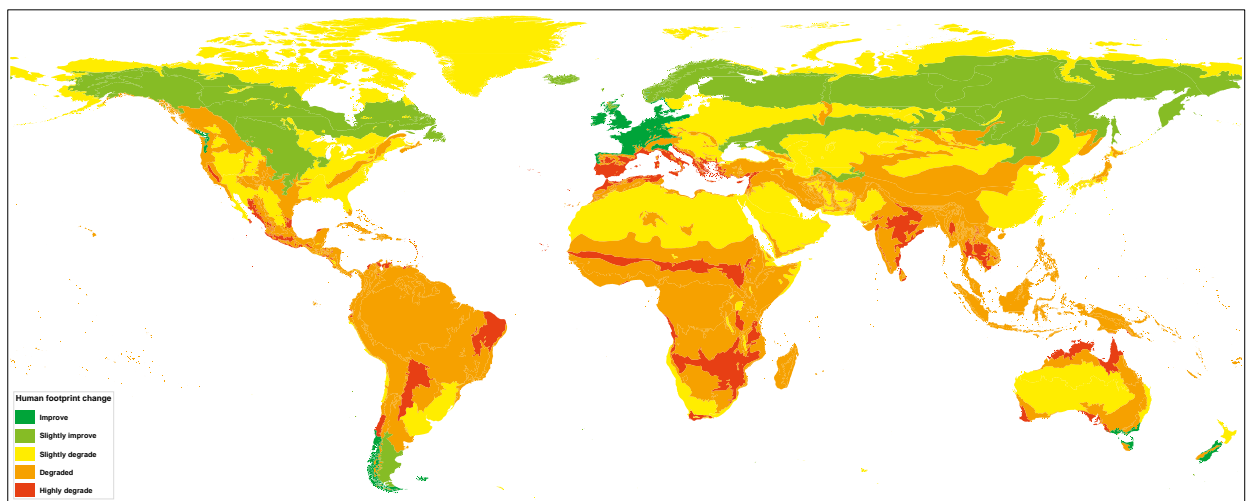 Human footprint change
Improve
Slightly improve
Slightly degrade
Degraded
Highly degrade